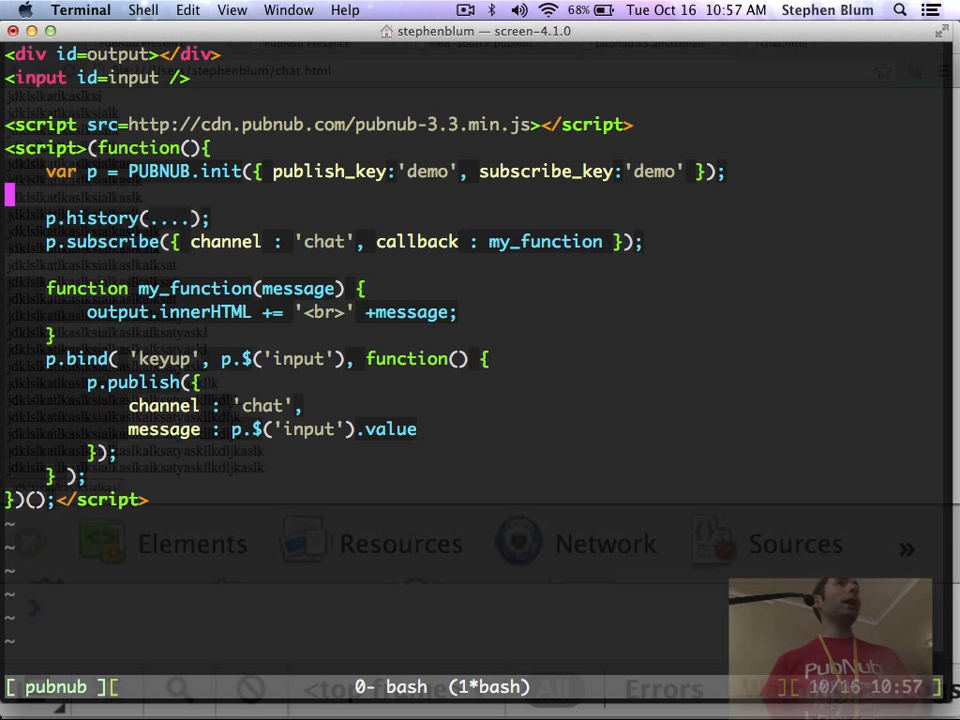 Terminal Shell Edit View Window Help 68% Tue Oct 16 10:57 AM Stephen Blum
stephenblum — screen-4.1.0
<div id=output></div>
<input id=input />
<script src=http://cdn.pubnub.com/pubnub-3.3.min.js></script>
<script>(function(){
var p = PUBNUB.init({ publish_key:'demo', subscribe_key:'demo' });
p.history(....);
p.subscribe({ channel : 'chat', callback : my_function });
function my_function(message) {
output.innerHTML += '<br>' +message;
}
p.bind( 'keyup', p.$('input'), function() {
p.publish({
channel : 'chat',
message : p.$('input').value
});
} );
})();</script>
~
~
~
~
~
~
Elements Resources Network Sources »
PubNub
[ pubnub ][ 0- bash (1*bash) ][ 10/16 10:57 ]
<top All Errors